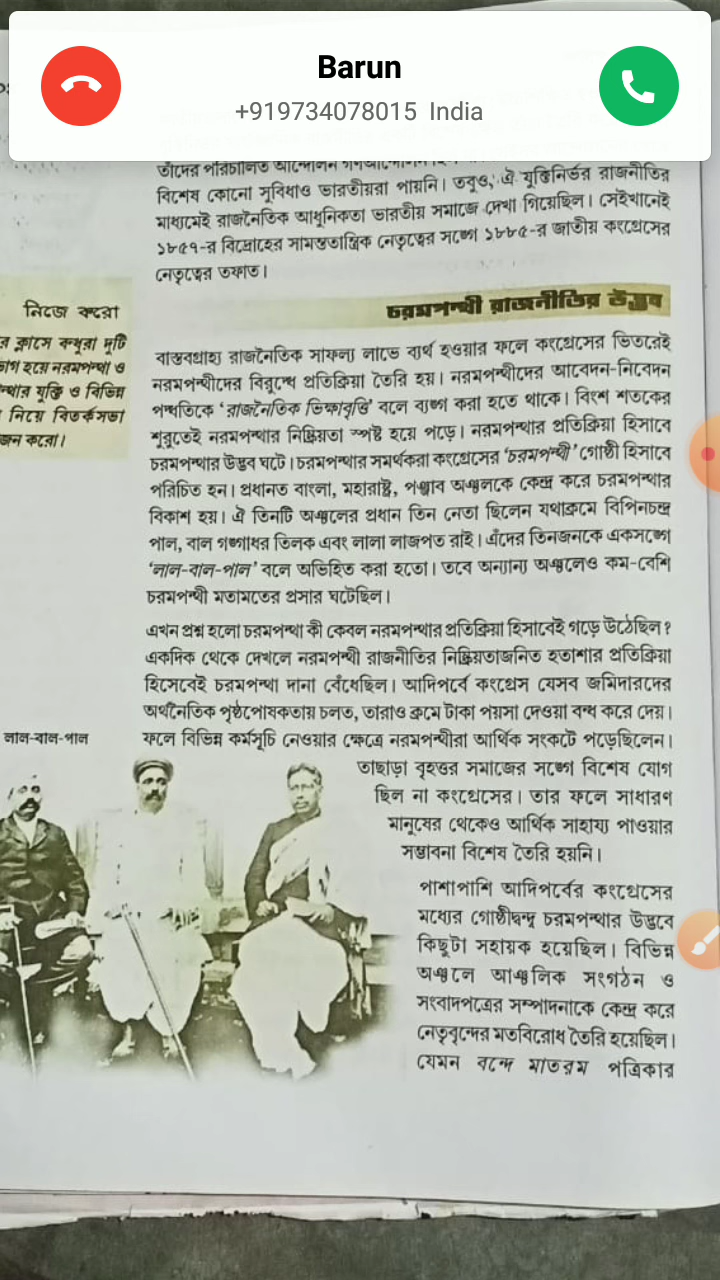 Barun
+919734078015 India
তাঁদের পরিচালিত আন্দোলন
বিশেষ কোনো সুবিধাও ভারতীয়রা পায়নি। তবুও, ঐ যুক্তিনির্ভর রাজনীতির
মাধ্যমেই রাজনৈতিক আধুনিকতা ভারতীয় সমাজে দেখা গিয়েছিল। সেইখানেই
১৮৫৭-র বিদ্রোহের সামন্ততান্ত্রিক নেতৃত্বের সঙ্গে ১৮৮৫-র জাতীয় কংগ্রেসের
নেতৃত্বের তফাত।
নিজে করো
র ক্লাসে বন্ধুরা দুটি
ভাগ হয়ে নরমপন্থা ও
ন্থার যুক্তি ও বিভিন্ন
নিয়ে বিতর্কসভা
জন করো।
চরমপন্থী রাজনীতির উদ্ভব
বাস্তবগ্রাহ্য রাজনৈতিক সাফল্য লাভে ব্যর্থ হওয়ার ফলে কংগ্রেসের ভিতরেই
নরমপন্থীদের বিরুদ্ধে প্রতিক্রিয়া তৈরি হয়। নরমপন্থীদের আবেদন-নিবেদন
পদ্ধতিকে ‘রাজনৈতিক ভিক্ষাবৃত্তি’ বলে ব্যঙ্গ করা হতে থাকে। বিংশ শতকের
শুরুতেই নরমপন্থার নিষ্ক্রিয়তা স্পষ্ট হয়ে পড়ে। নরমপন্থার প্রতিক্রিয়া হিসাবে
চরমপন্থার উদ্ভব ঘটে। চরমপন্থার সমর্থকরা কংগ্রেসের ‘চরমপন্থী’ গোষ্ঠী হিসাবে
পরিচিত হন। প্রধানত বাংলা, মহারাষ্ট্র, পঞ্জাব অঞ্চলকে কেন্দ্র করে চরমপন্থার
বিকাশ হয়। ঐ তিনটি অঞ্চলের প্রধান তিন নেতা ছিলেন যথাক্রমে বিপিনচন্দ্র
পাল, বাল গঙ্গাধর তিলক এবং লালা লাজপত রাই। এঁদের তিনজনকে একসঙ্গে
‘লাল-বাল-পাল’ বলে অভিহিত করা হতো। তবে অন্যান্য অঞ্চলেও কম-বেশি
চরমপন্থী মতামতের প্রসার ঘটেছিল।
এখন প্রশ্ন হলো চরমপন্থা কী কেবল নরমপন্থার প্রতিক্রিয়া হিসাবেই গড়ে উঠেছিল?
একদিক থেকে দেখলে নরমপন্থী রাজনীতির নিষ্ক্রিয়তাজনিত হতাশার প্রতিক্রিয়া
হিসেবেই চরমপন্থা দানা বেঁধেছিল। আদিপর্বে কংগ্রেস যেসব জমিদারদের
অর্থনৈতিক পৃষ্ঠপোষকতায় চলত, তারাও ক্রমে টাকা পয়সা দেওয়া বন্ধ করে দেয়।
ফলে বিভিন্ন কর্মসূচি নেওয়ার ক্ষেত্রে নরমপন্থীরা আর্থিক সংকটে পড়েছিলেন।
লাল-বাল-পাল
তাছাড়া বৃহত্তর সমাজের সঙ্গে বিশেষ যোগ
ছিল না কংগ্রেসের। তার ফলে সাধারণ
মানুষের থেকেও আর্থিক সাহায্য পাওয়ার
সম্ভাবনা বিশেষ তৈরি হয়নি।
পাশাপাশি আদিপর্বের কংগ্রেসের
মধ্যের গোষ্ঠীদ্বন্দ্ব চরমপন্থার উদ্ভবে
কিছুটা সহায়ক হয়েছিল। বিভিন্ন
অঞ্চলে আঞ্চলিক সংগঠন ও
সংবাদপত্রের সম্পাদনাকে কেন্দ্র করে
নেতৃবৃন্দের মতবিরোধ তৈরি হয়েছিল।
যেমন বন্দে মাতরম পত্রিকার